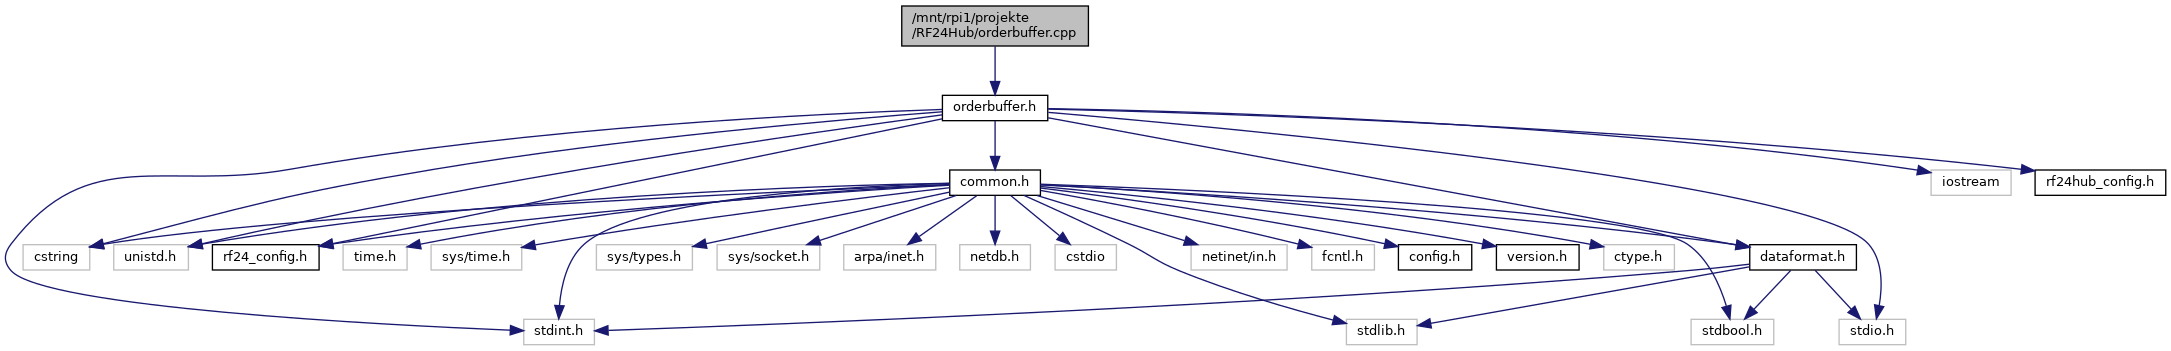 /mnt/rpi1/projekte
/RF24Hub/orderbuffer.cpp
orderbuffer.h
common.h
iostream
rf24hub_config.h
cstring
unistd.h
rf24_config.h
time.h
sys/time.h
sys/types.h
sys/socket.h
arpa/inet.h
netdb.h
cstdio
netinet/in.h
fcntl.h
config.h
version.h
ctype.h
dataformat.h
stdint.h
stdlib.h
stdbool.h
stdio.h